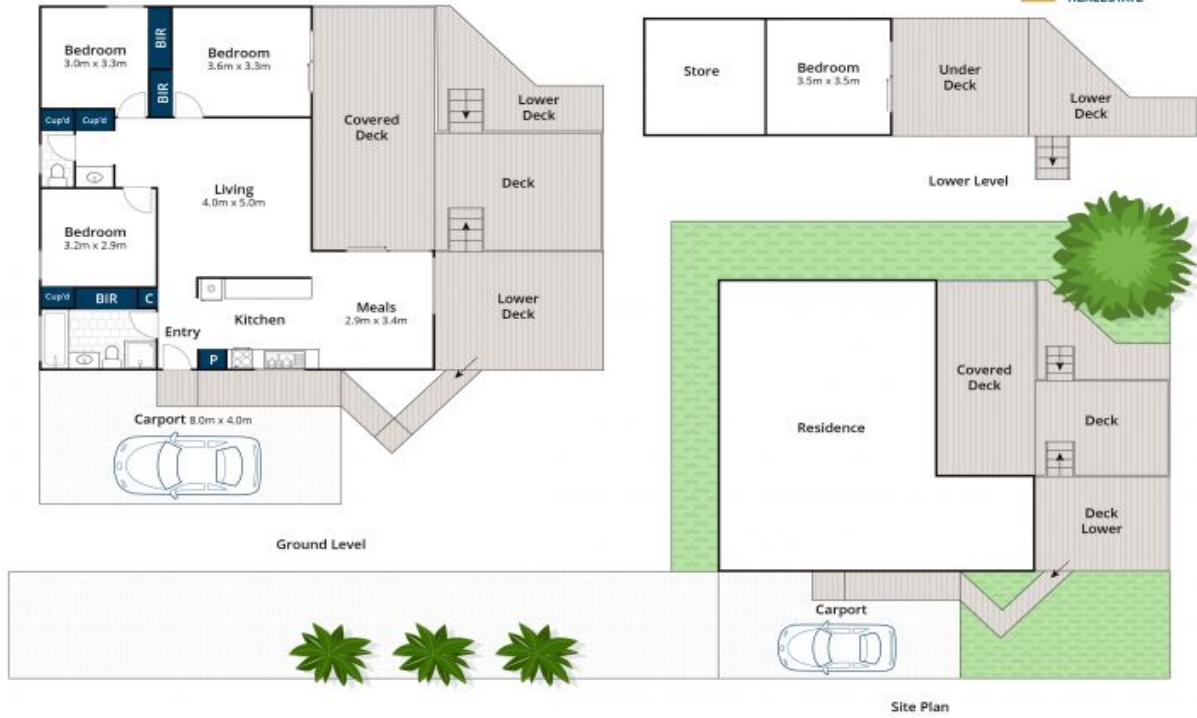 REALESTATE
Bedroom
3.0m x 3.3m
BIR
BIR
Bedroom
3.6m x 3.3m
Cup'd
Cup'd
Covered
Deck
Lower
Deck
Living
4.0m x 5.0m
Deck
Bedroom
3.2m x 2.9m
Cup'd
BIR
C
Kitchen
Meals
2.9m x 3.4m
Lower
Deck
Entry
P
Carport 8.0m x 4.0m
Ground Level
Store
Bedroom
3.5m x 3.5m
Under
Deck
Lower
Deck
Lower Level
Residence
Covered
Deck
Deck
Deck
Lower
Carport
Site Plan